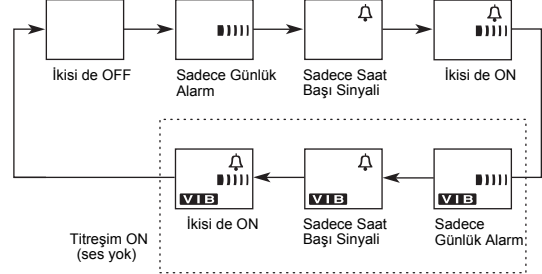 İkisi de OFF
Sadece Günlük
Alarm
Sadece Saat
Başı Sinyali
İkisi de ON
VIB
İkisi de ON
VIB
Sadece Saat
Başı Sinyali
VIB
Sadece
Günlük Alarm
Titreşim ON
(ses yok)